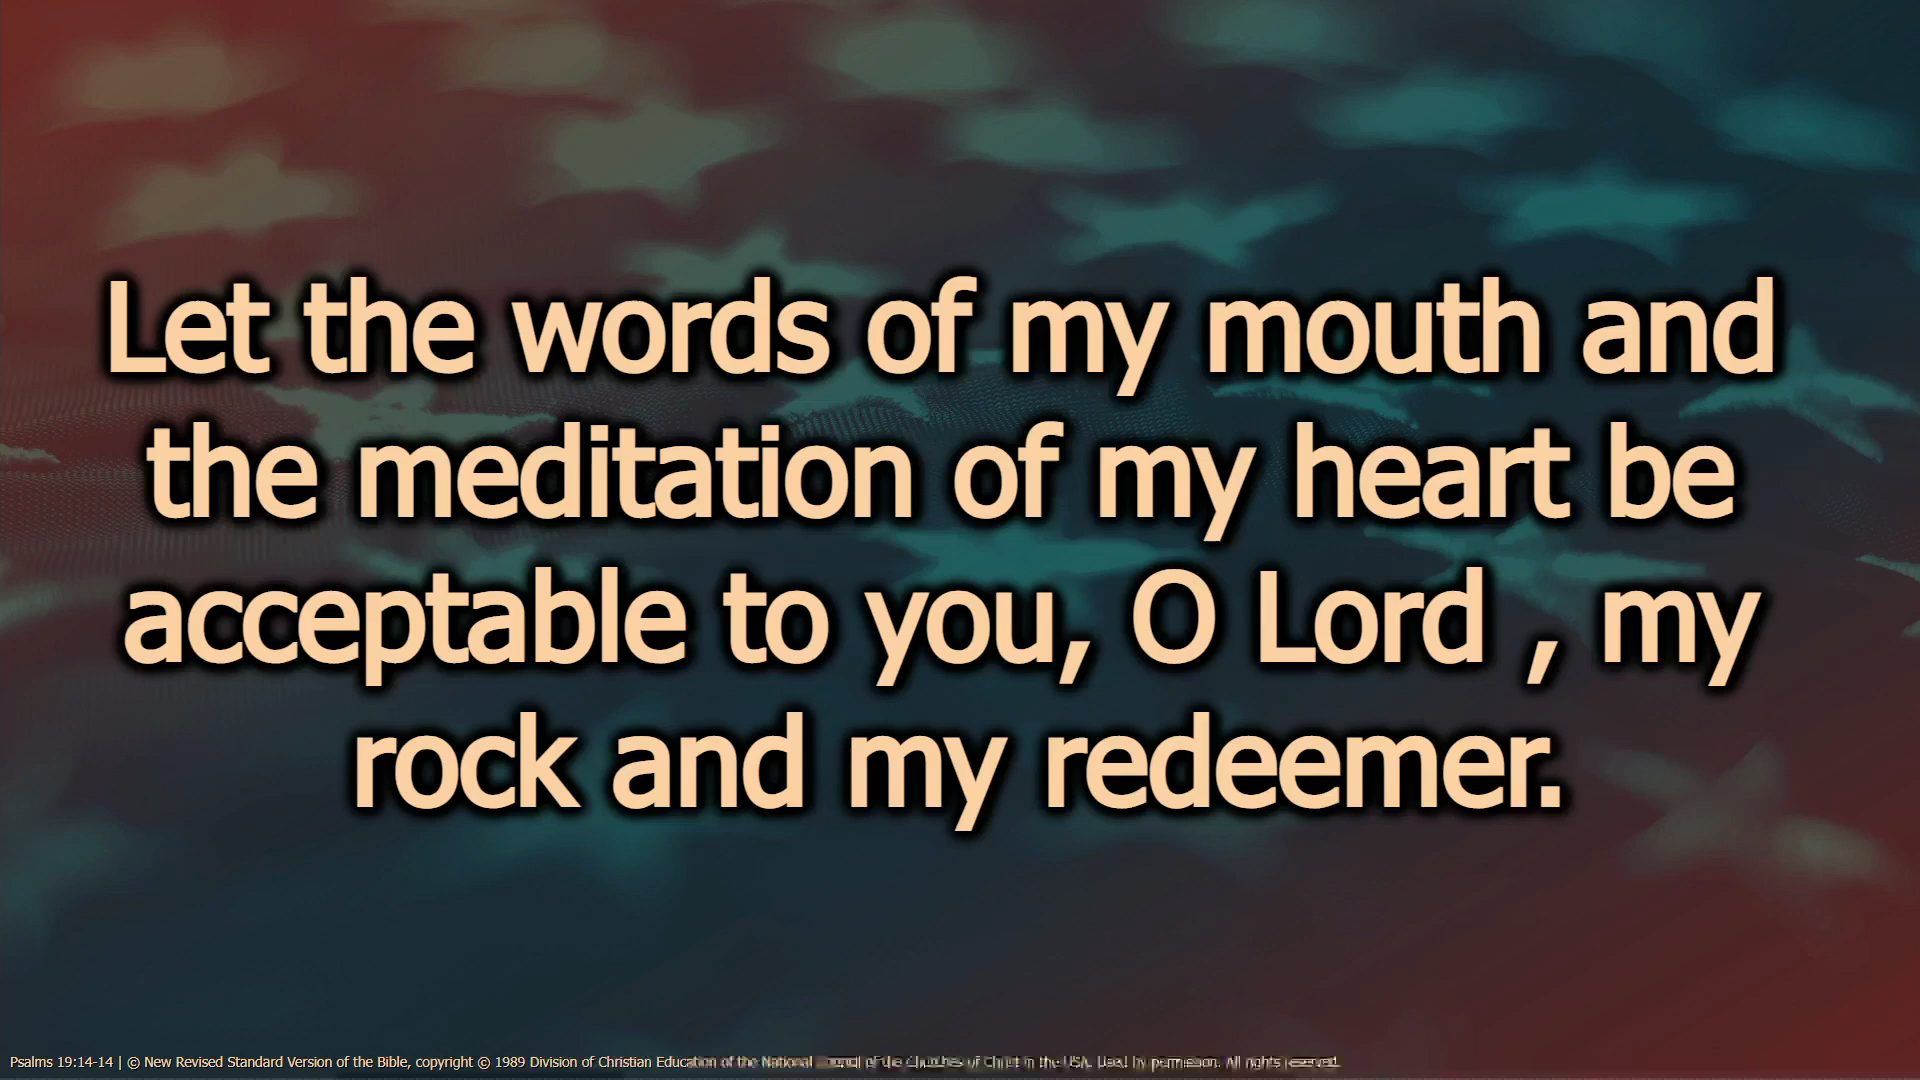 Let the words of my mouth and
the meditation of my heart be
acceptable to you, O Lord , my
rock and my redeemer.
Psalms 19:14-14 | © New Revised Standard Version of the Bible, copyright © 1989 Division of Christian Education of the National Council of the Churches of Christ in the USA. Used by permission. All rights reserved.